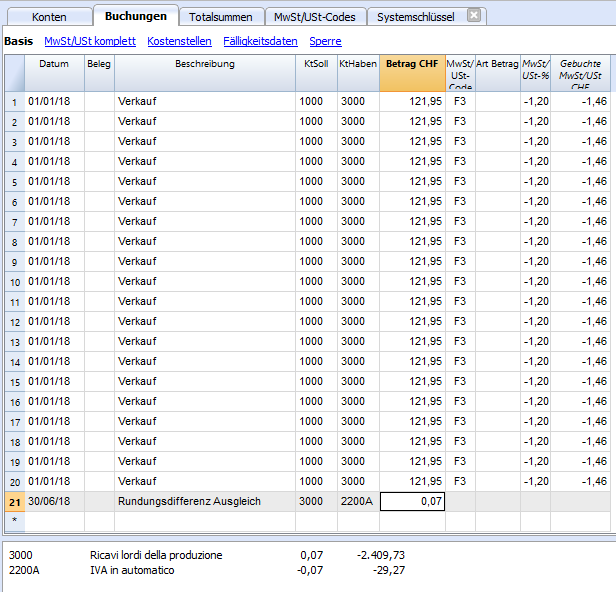 Konten Buchungen Totalsummen MwSt/USt-Codes Systemschlüssel
Basis MwSt/USt komplett Kostenstellen Fälligkeitsdaten Sperre
Datum Beleg Beschreibung KtSoll KtHaben Betrag CHF MwSt/ USt- Code Art Betrag MwSt/ USt-% Gebuchte MwSt/USt CHF
1 01/01/18 Verkauf 1000 3000 121,95 F3 -1,20 -1,46
2 01/01/18 Verkauf 1000 3000 121,95 F3 -1,20 -1,46
3 01/01/18 Verkauf 1000 3000 121,95 F3 -1,20 -1,46
4 01/01/18 Verkauf 1000 3000 121,95 F3 -1,20 -1,46
5 01/01/18 Verkauf 1000 3000 121,95 F3 -1,20 -1,46
6 01/01/18 Verkauf 1000 3000 121,95 F3 -1,20 -1,46
7 01/01/18 Verkauf 1000 3000 121,95 F3 -1,20 -1,46
8 01/01/18 Verkauf 1000 3000 121,95 F3 -1,20 -1,46
9 01/01/18 Verkauf 1000 3000 121,95 F3 -1,20 -1,46
10 01/01/18 Verkauf 1000 3000 121,95 F3 -1,20 -1,46
11 01/01/18 Verkauf 1000 3000 121,95 F3 -1,20 -1,46
12 01/01/18 Verkauf 1000 3000 121,95 F3 -1,20 -1,46
13 01/01/18 Verkauf 1000 3000 121,95 F3 -1,20 -1,46
14 01/01/18 Verkauf 1000 3000 121,95 F3 -1,20 -1,46
15 01/01/18 Verkauf 1000 3000 121,95 F3 -1,20 -1,46
16 01/01/18 Verkauf 1000 3000 121,95 F3 -1,20 -1,46
17 01/01/18 Verkauf 1000 3000 121,95 F3 -1,20 -1,46
18 01/01/18 Verkauf 1000 3000 121,95 F3 -1,20 -1,46
19 01/01/18 Verkauf 1000 3000 121,95 F3 -1,20 -1,46
20 01/01/18 Verkauf 1000 3000 121,95 F3 -1,20 -1,46
21 30/06/18 Rundungsdifferenz Ausgleich 3000 2200A 0,07
*
3000 Ricavi lordi della produzione 0,07 -2.409,73
2200A IVA in automatico -0,07 -29,27